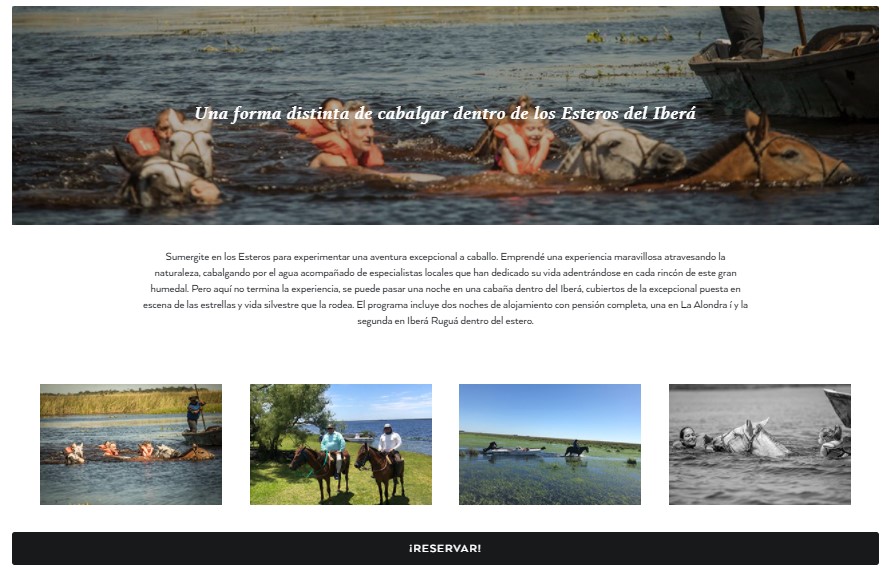 Una forma distinta de cabalgar dentro de los Esteros del Iberá
Sumergite en los Esteros para experimentar una aventura excepcional a caballo. Emprendé una experiencia maravillosa atravesando la
naturaleza, cabalgando por el agua acompañado de especialistas locales que han dedicado su vida adentrándose en cada rincón de este gran
humedal. Pero aquí no termina la experiencia, se puede pasar una noche en una cabaña dentro del Iberá, cubiertos de la excepcional puesta en
escena de las estrellas y vida silvestre que la rodea. El programa incluye dos noches de alojamiento con pensión completa, una en La Alondra í y la
segunda en Iberá Ruguá dentro del estero.
¡RESERVAR!